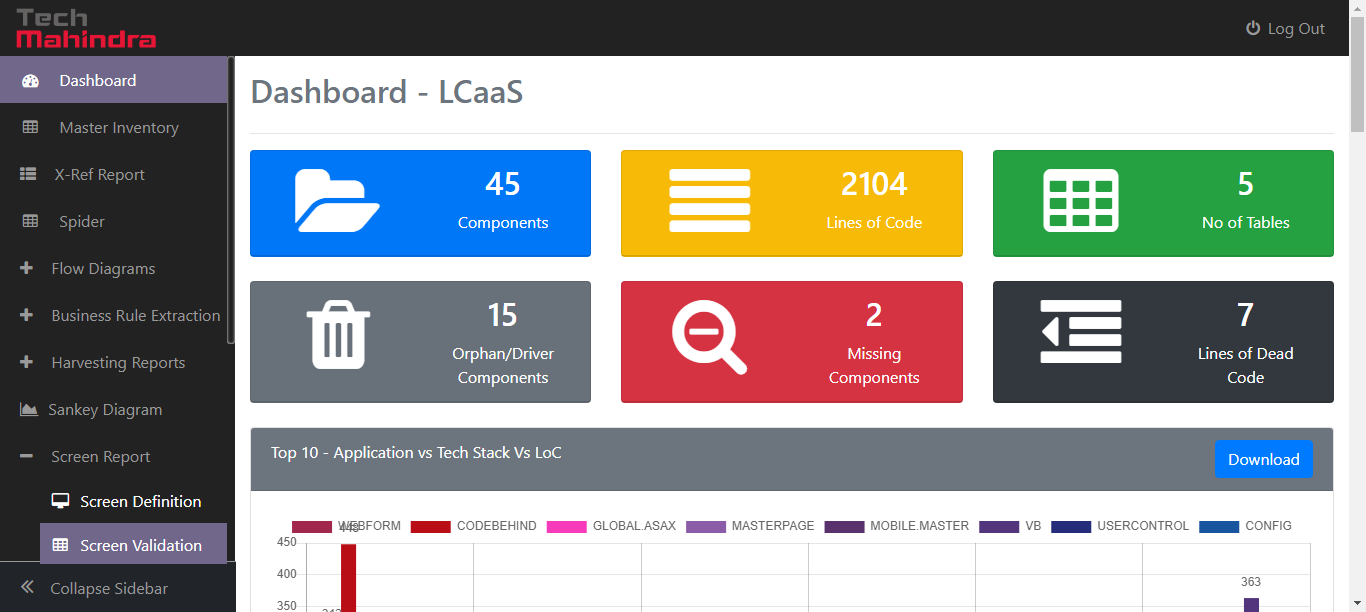 Tech
Mahindra
Log Out
Dashboard
Master Inventory
X-Ref Report
Spider
Flow Diagrams
Business Rule Extraction
Harvesting Reports
Sankey Diagram
Screen Report
Screen Definition
Screen Validation
Collapse Sidebar
Dashboard - LCaaS
45
Components
2104
Lines of Code
5
No of Tables
15
Orphan/Driver
Components
2
Missing
Components
7
Lines of Dead
Code
Top 10 - Application vs Tech Stack Vs LoC
Download
WEBFORM CODEBEHIND GLOBAL.ASAX MASTERPAGE MOBILE.MASTER VB USERCONTROL CONFIG
450
400
363
350